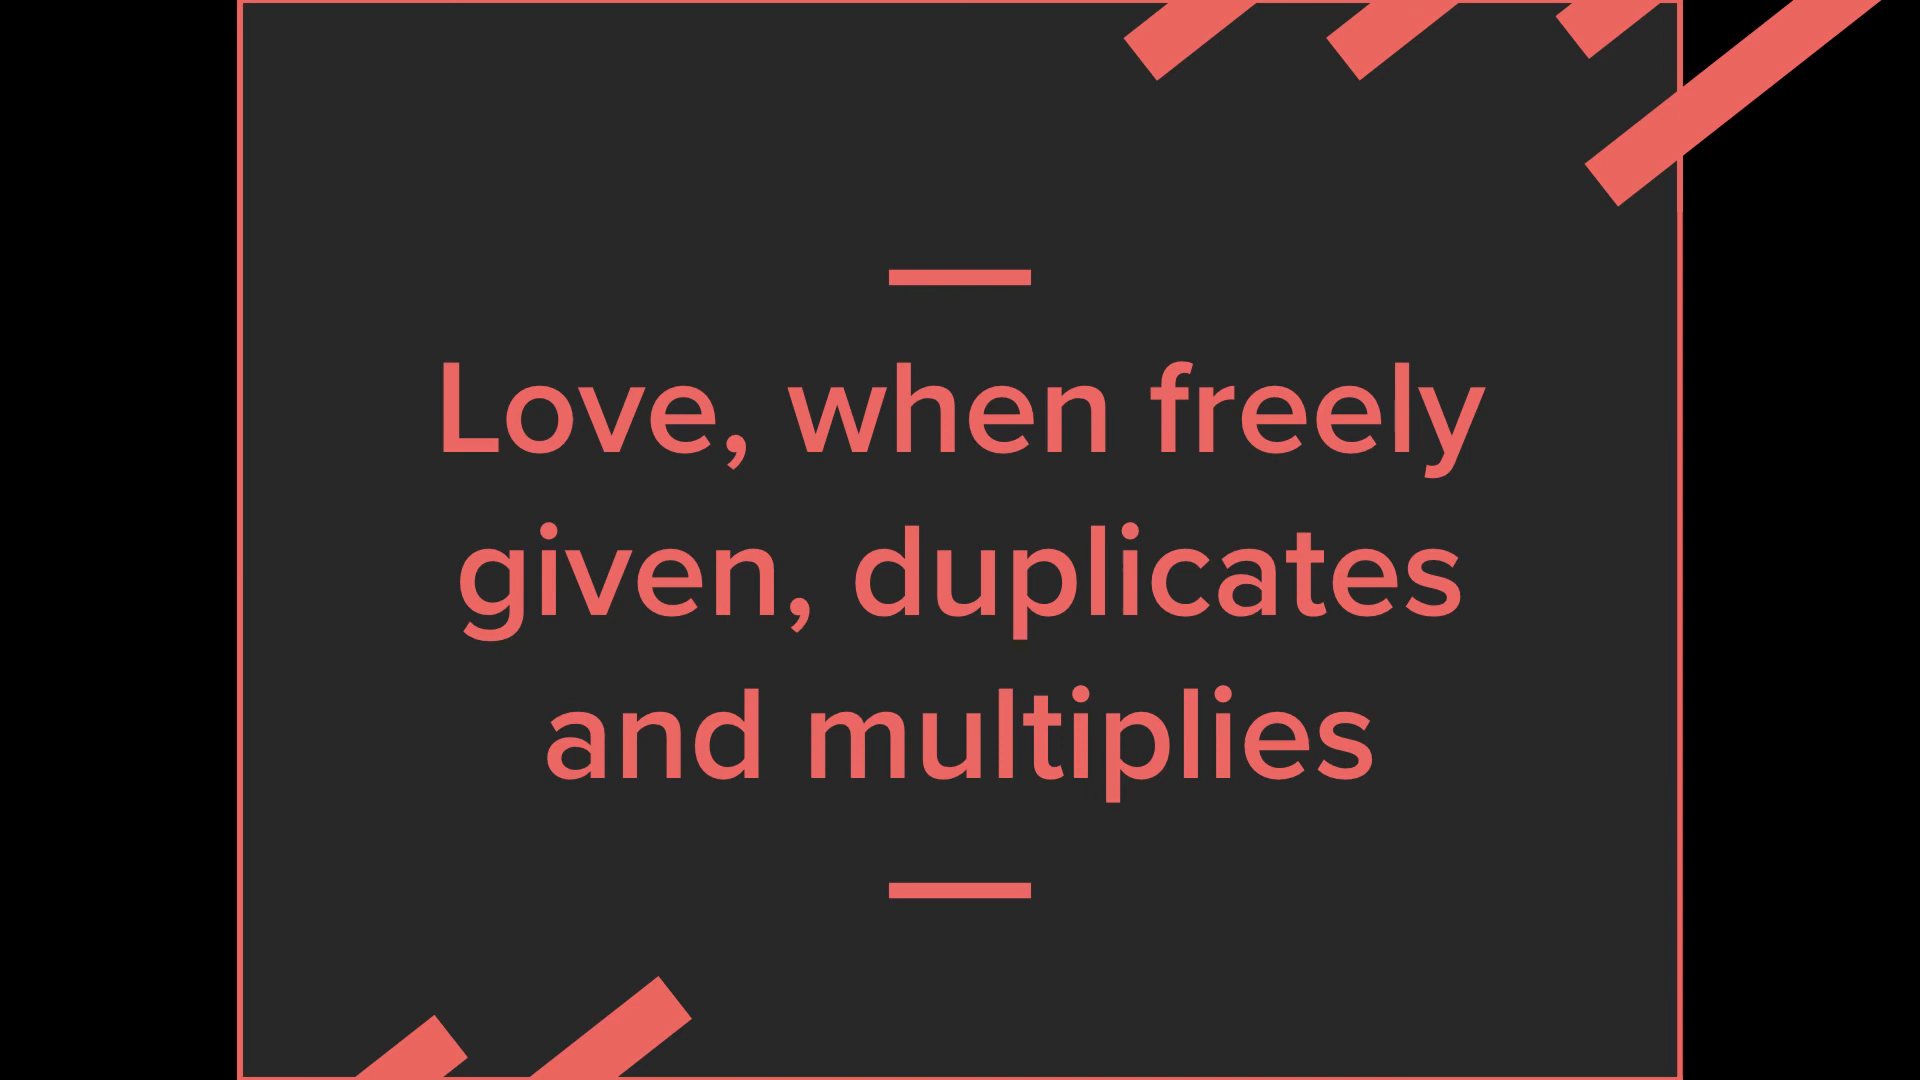 Love, when freely
given, duplicates
and multiplies